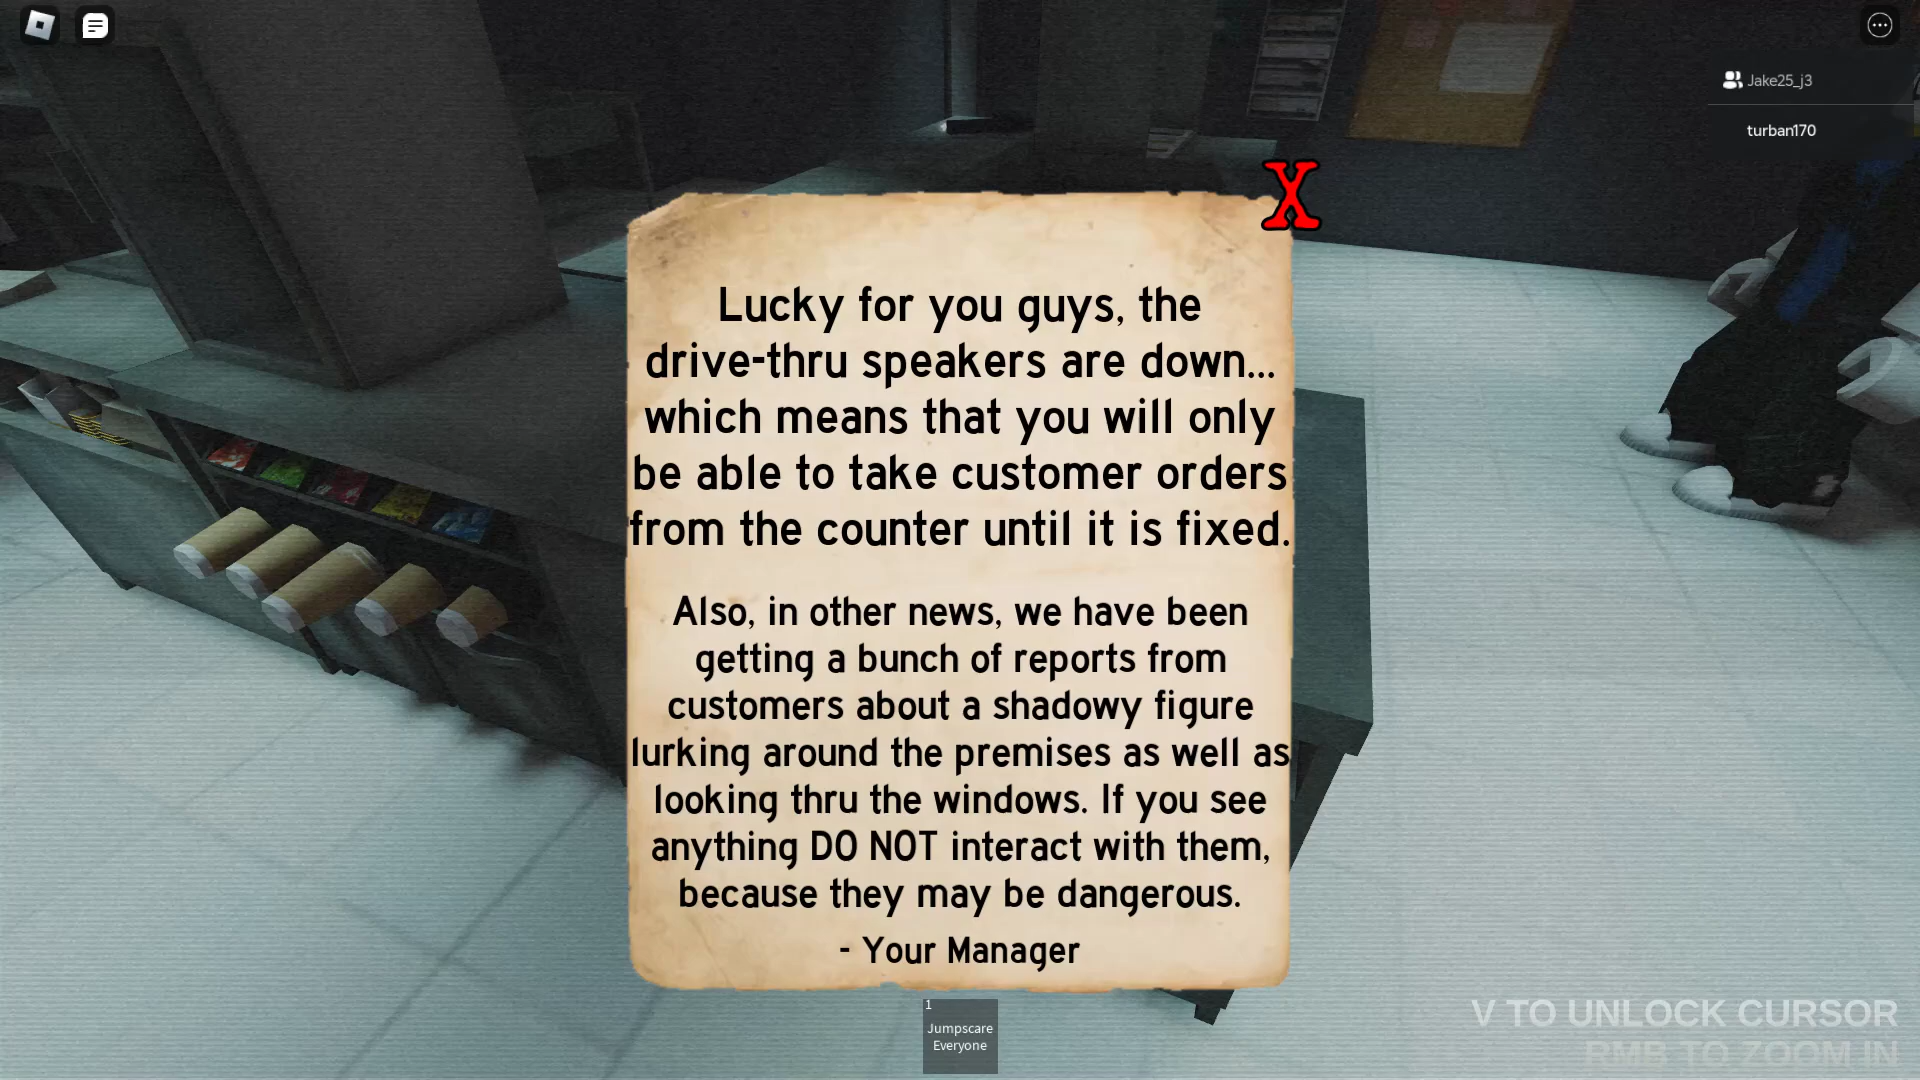 Jake25_j3
turban170
X
Lucky for you guys, the
drive-thru speakers are down...
which means that you will only
be able to take customer orders
from the counter until it is fixed.
Also, in other news, we have been
getting a bunch of reports from
customers about a shadowy figure
lurking around the premises as well as
looking thru the windows. If you see
anything DO NOT interact with them,
because they may be dangerous.
- Your Manager
1
Jumpscare
Everyone
V TO UNLOCK CURSOR
RMB TO ZOOM IN